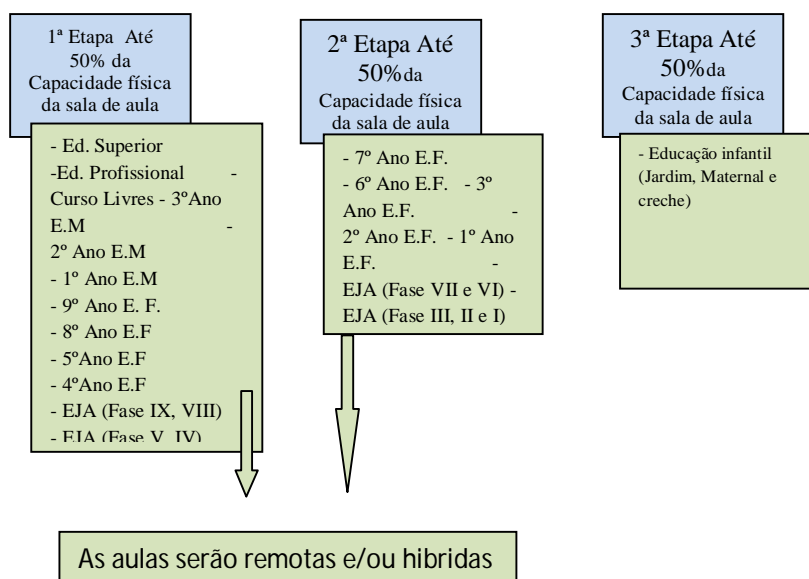 1ª Etapa Até
50% da
Capacidade física
da sala de aula
- Ed. Superior
-Ed. Profissional -
Curso Livres - 3ºAno
E.M -
2º Ano E.M
- 1º Ano E.M
- 9º Ano E. F.
- 8º Ano E.F
- 5ºAno E.F
- 4ºAno E.F
- EJA (Fase IX, VIII)
- EJA (Fase V, IV)
2ª Etapa Até
50%da
Capacidade física
da sala de aula
- 7º Ano E.F.
- 6º Ano E.F. - 3º
Ano E.F. -
2º Ano E.F. - 1º Ano
E.F. -
EJA (Fase VII e VI) -
EJA (Fase III, II e I)
3ª Etapa Até
50%da
Capacidade física
da sala de aula
- Educação infantil
(Jardim, Maternal e
creche)
As aulas serão remotas e/ou hibridas